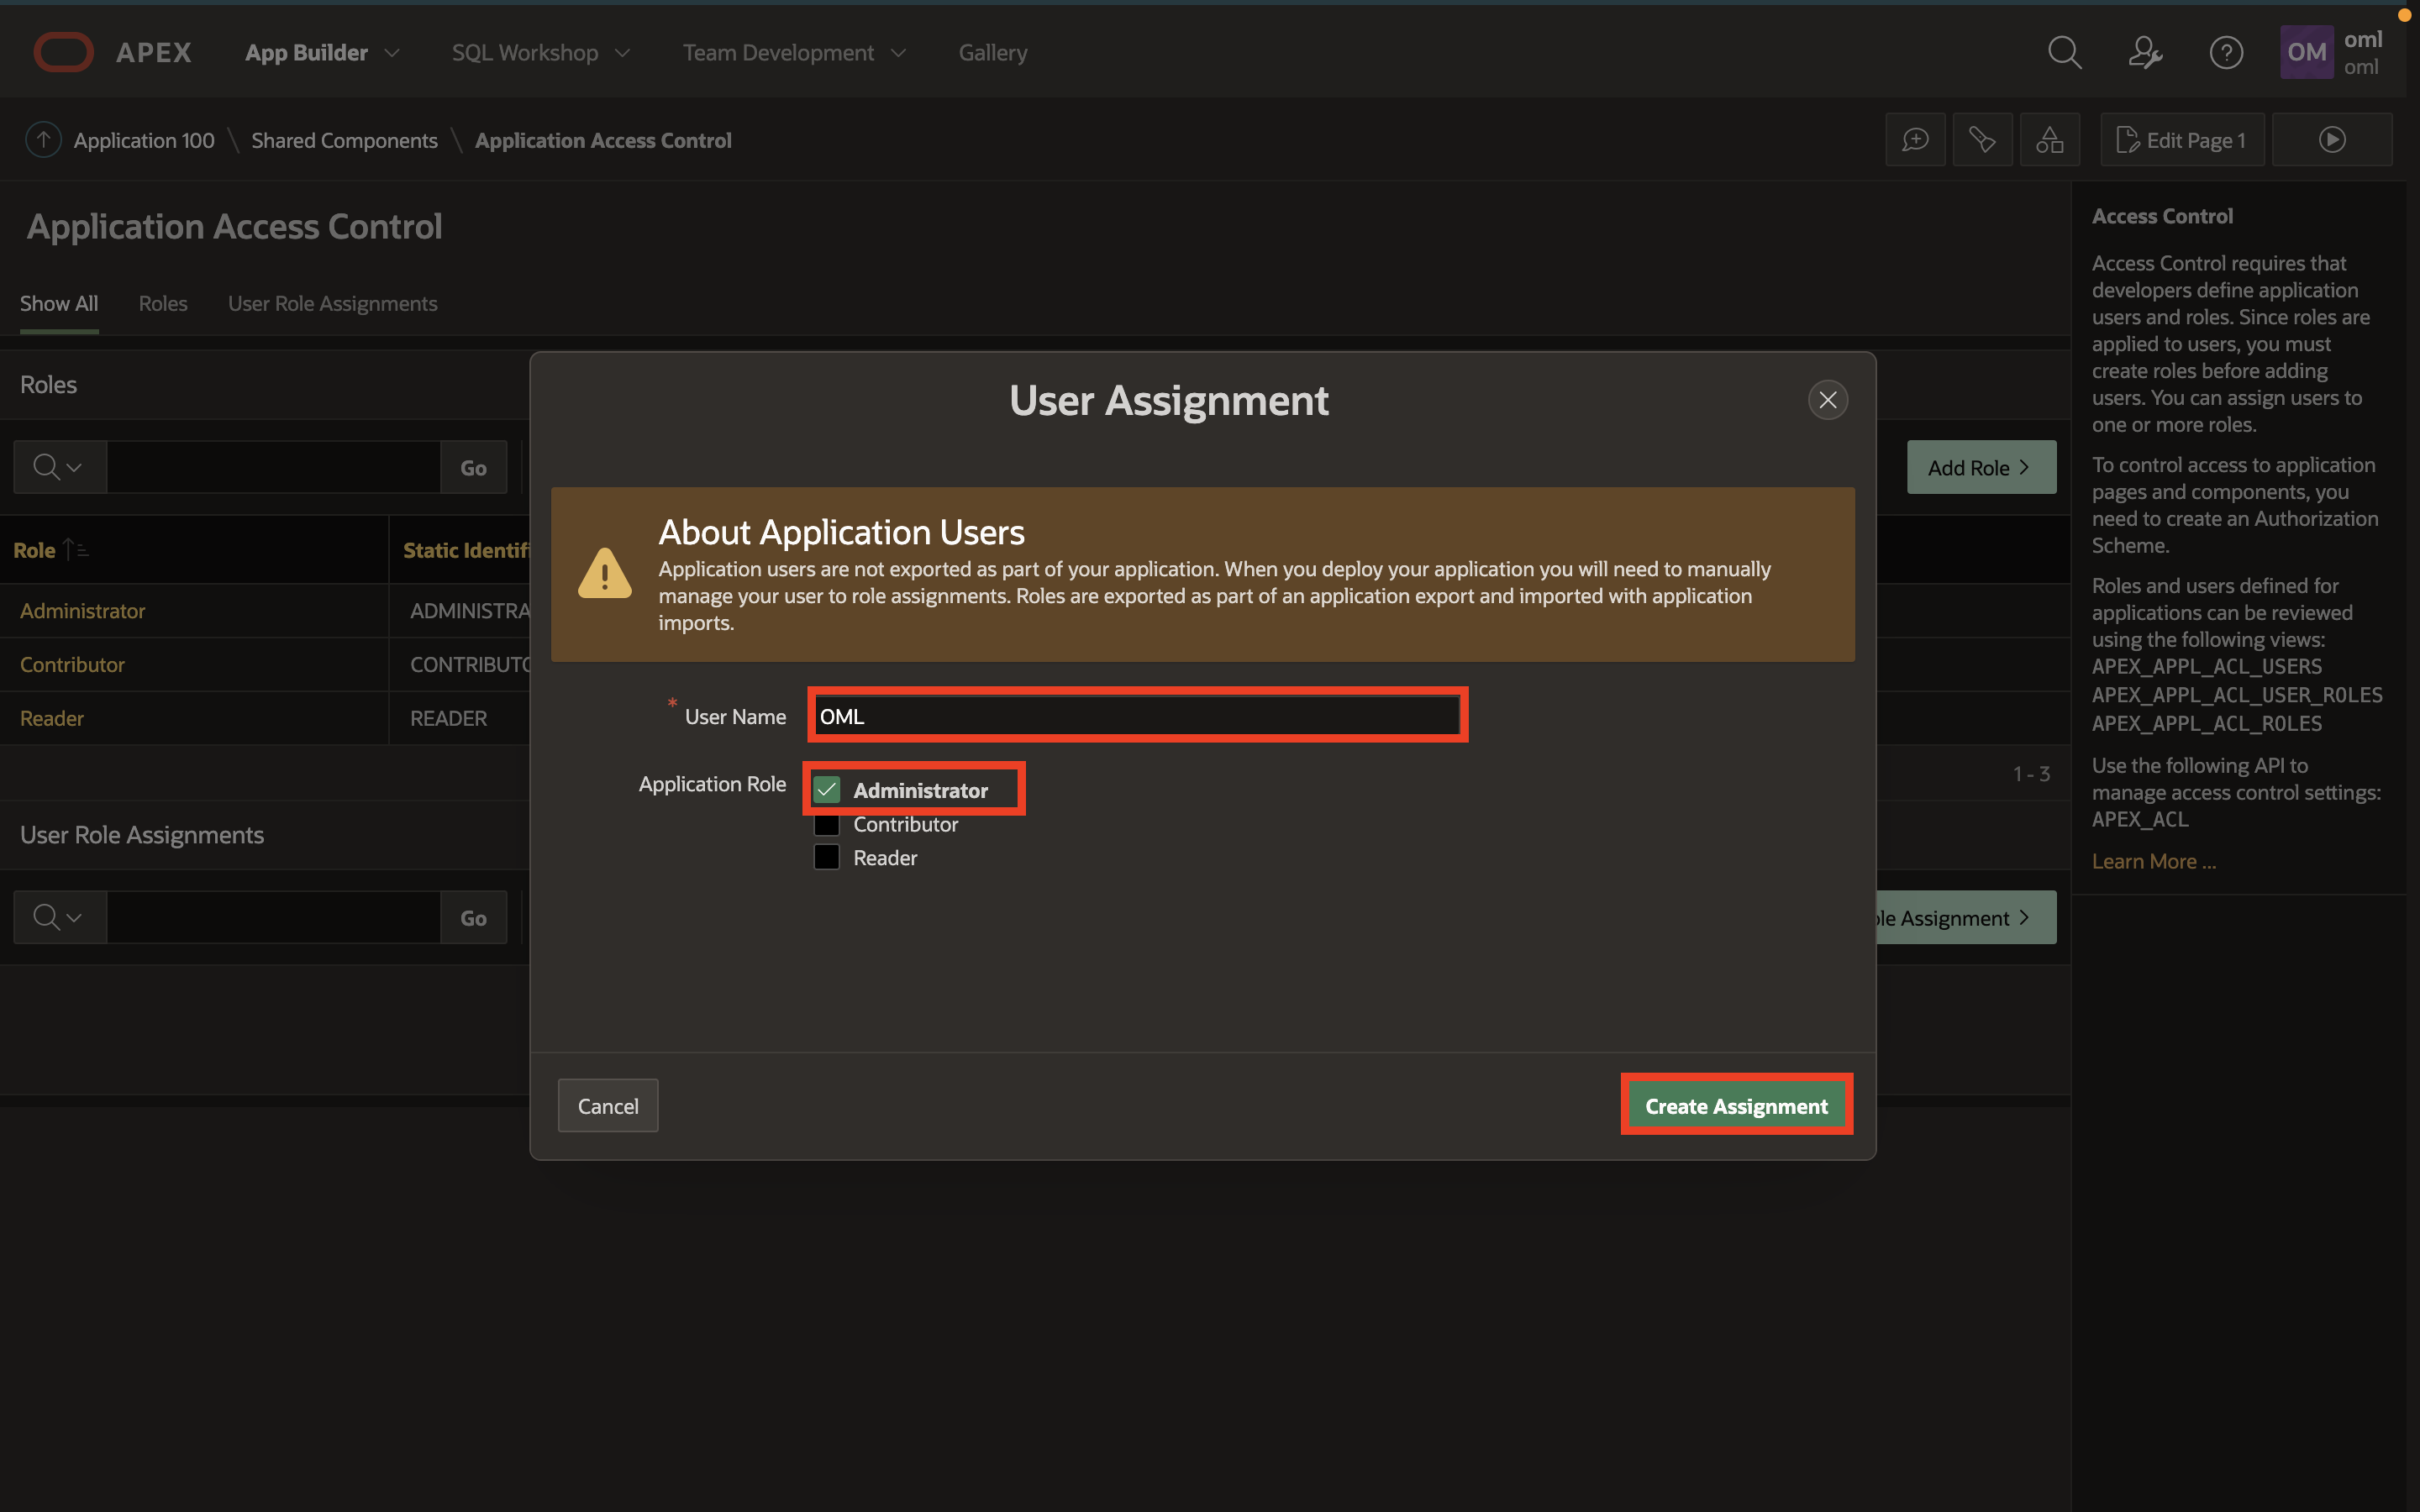 APEX App Builder SQL Workshop Team Development Gallery OM oml
oml
Application 100 \ Shared Components \ Application Access Control Edit Page 1
Application Access Control
Show All Roles User Role Assignments
Roles
Go
Add Role >
Role Static Identifi
Administrator ADMINISTRA
Contributor CONTRIBUTO
Reader READER
1 - 3
User Role Assignments
Go
le Assignment >
User Assignment
About Application Users
Application users are not exported as part of your application. When you deploy your application you will need to manually
manage your user to role assignments. Roles are exported as part of an application export and imported with application
imports.
* User Name OML
Application Role Administrator
Contributor
Reader
Cancel Create Assignment
Access Control
Access Control requires that
developers define application
users and roles. Since roles are
applied to users, you must
create roles before adding
users. You can assign users to
one or more roles.
To control access to application
pages and components, you
need to create an Authorization
Scheme.
Roles and users defined for
applications can be reviewed
using the following views:
APEX_APPL_ACL_USERS
APEX_APPL_ACL_USER_ROLES
APEX_APPL_ACL_ROLES
Use the following API to
manage access control settings:
APEX_ACL
Learn More ...